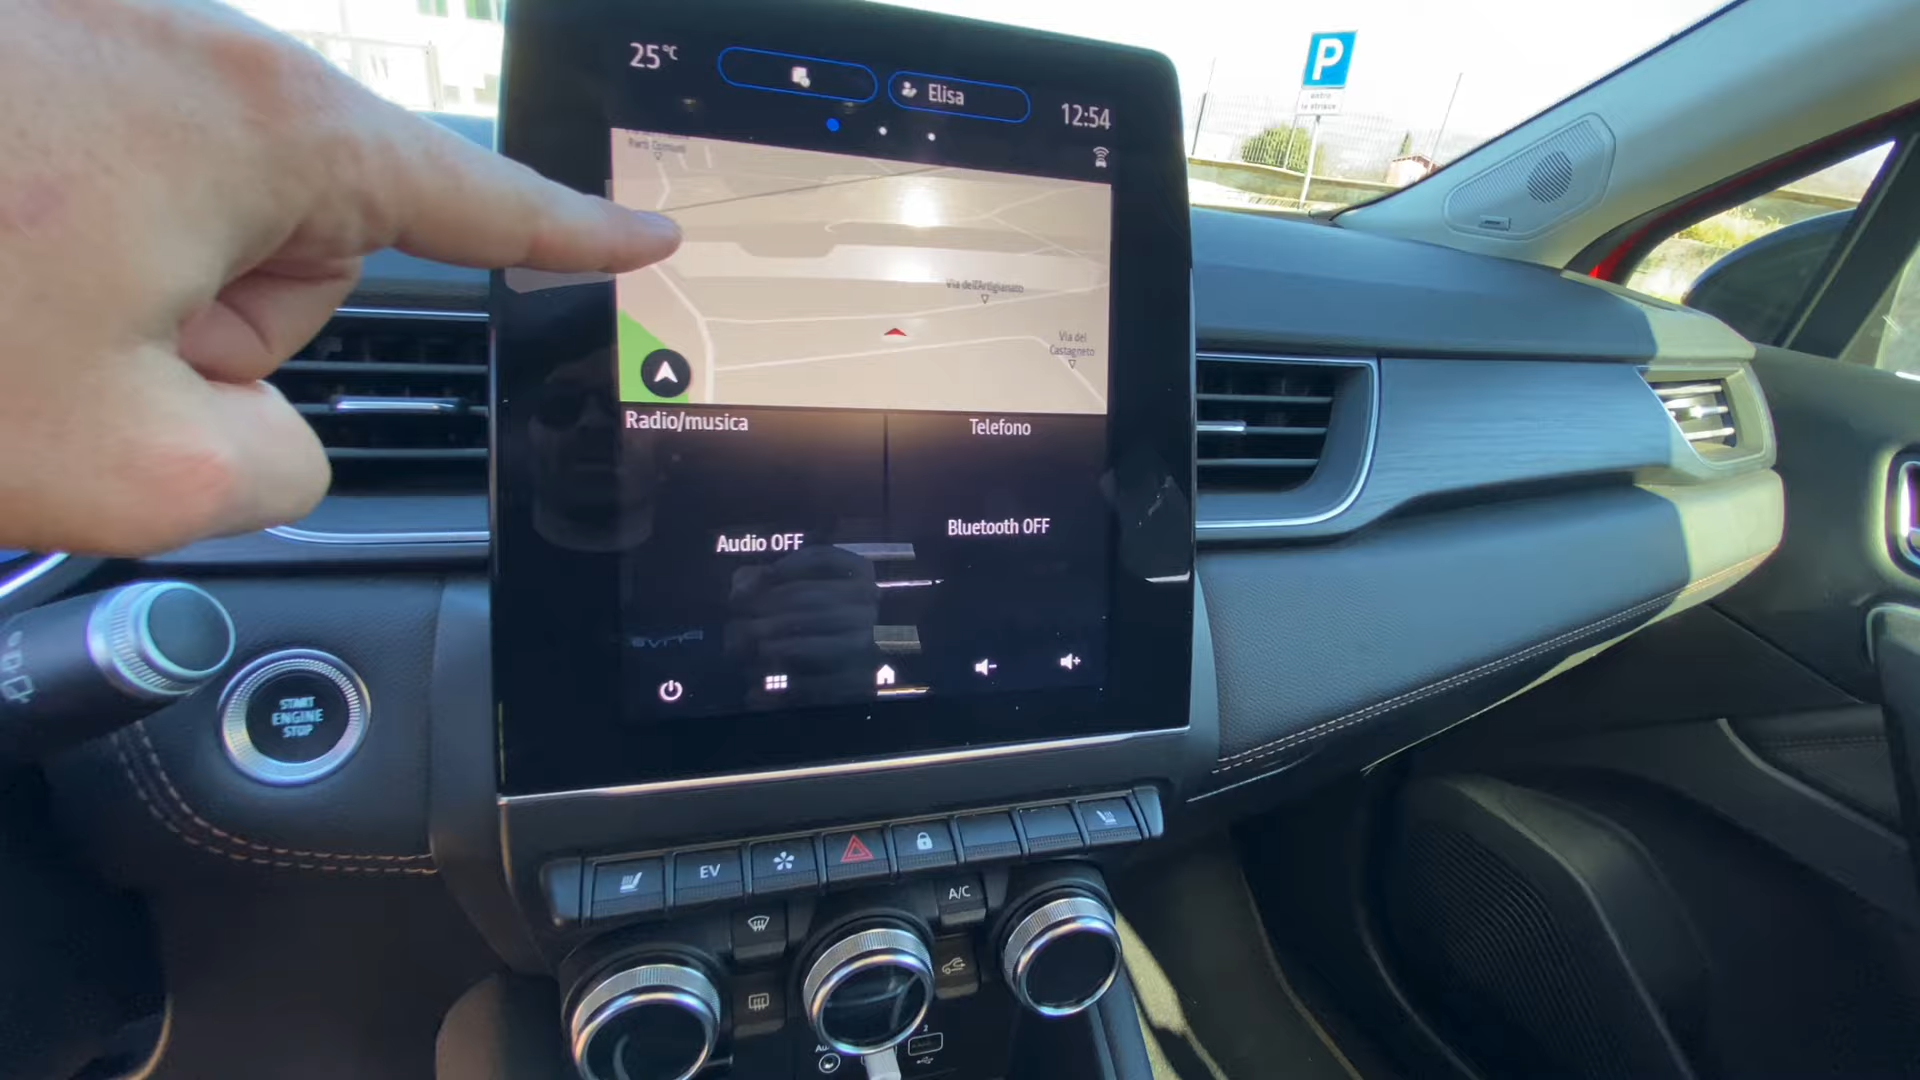 25°C
Elisa
12:54
P
Via dell'Artigianato
Via del
Castagneto
Radio/musica
Telefono
Audio OFF
Bluetooth OFF
START
ENGINE
STOP
EV
A/C
2